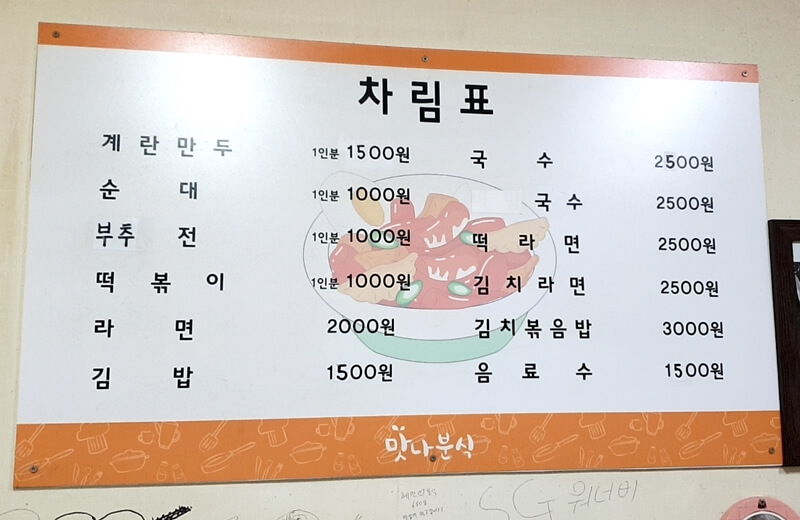 차림표
계란만두 1인분 1500원
순대 1인분 1000원
부추전 1인분 1000원
떡볶이 1인분 1000원
라면 2000원
김밥 1500원
국수 2500원
국수 2500원
떡라면 2500원
김치라면 2500원
김치볶음밥 3000원
음료수 1500원
맛나분식
SG워너비